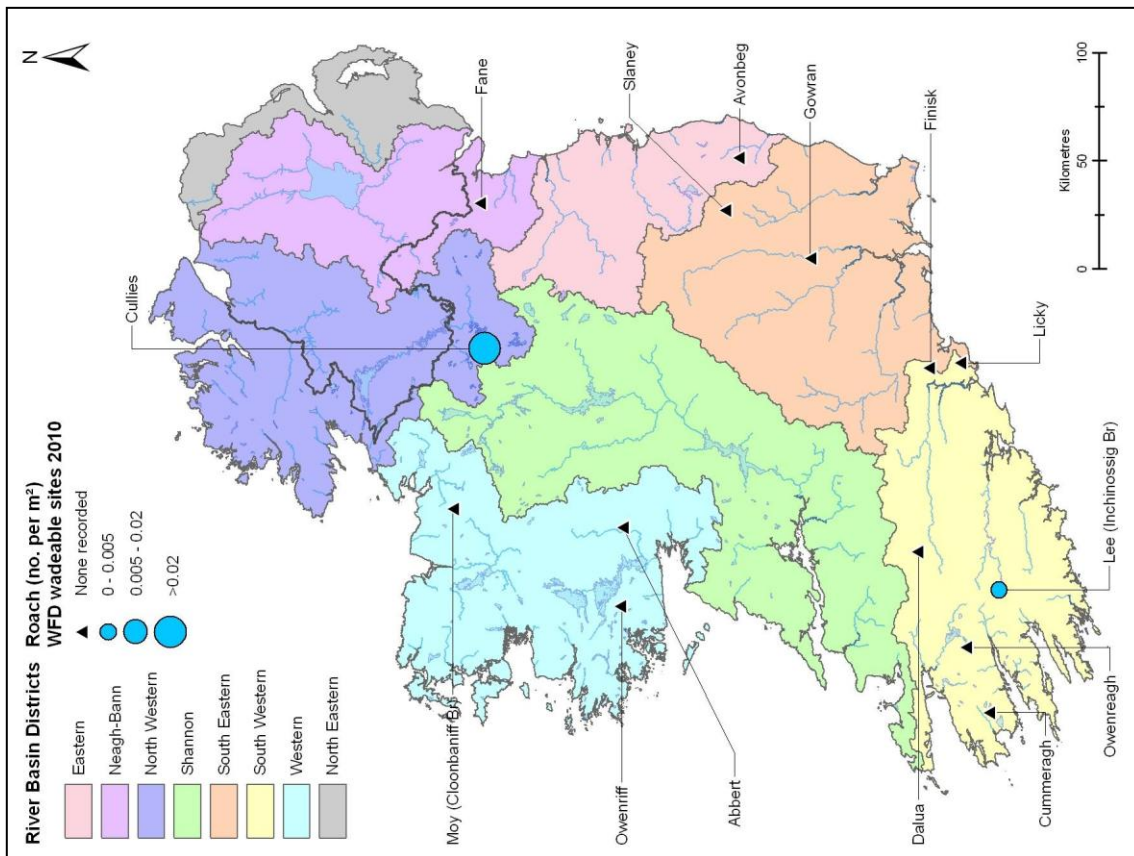 River Basin Districts
Eastern
Neagh-Bann
North Western
Shannon
South Eastern
South Western
Western
North Eastern
Roach (no. per m²)
WFD wadeable sites 2010
None recorded
0 - 0.005
0.005 - 0.02
>0.02
N
Cullies
Fane
Slaney
Avonbeg
Gowran
Finisk
Licky
Moy (Cloonbaniff Br)
Owenriff
Abbert
Dalua
Cummeragh
Owenreagh
Lee (Inchinossig Br)
0
50
100
Kilometres